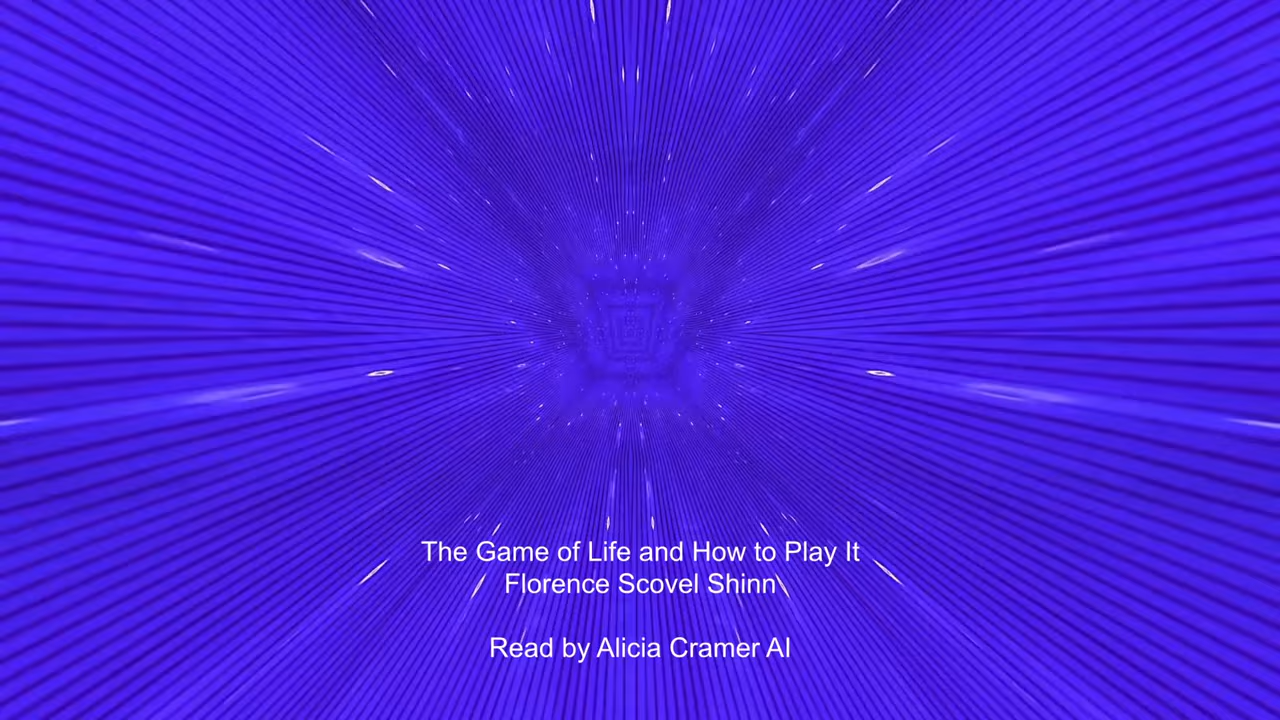 The Game of Life and How to Play It
Florence Scovel Shinn
Read by Alicia Cramer AI